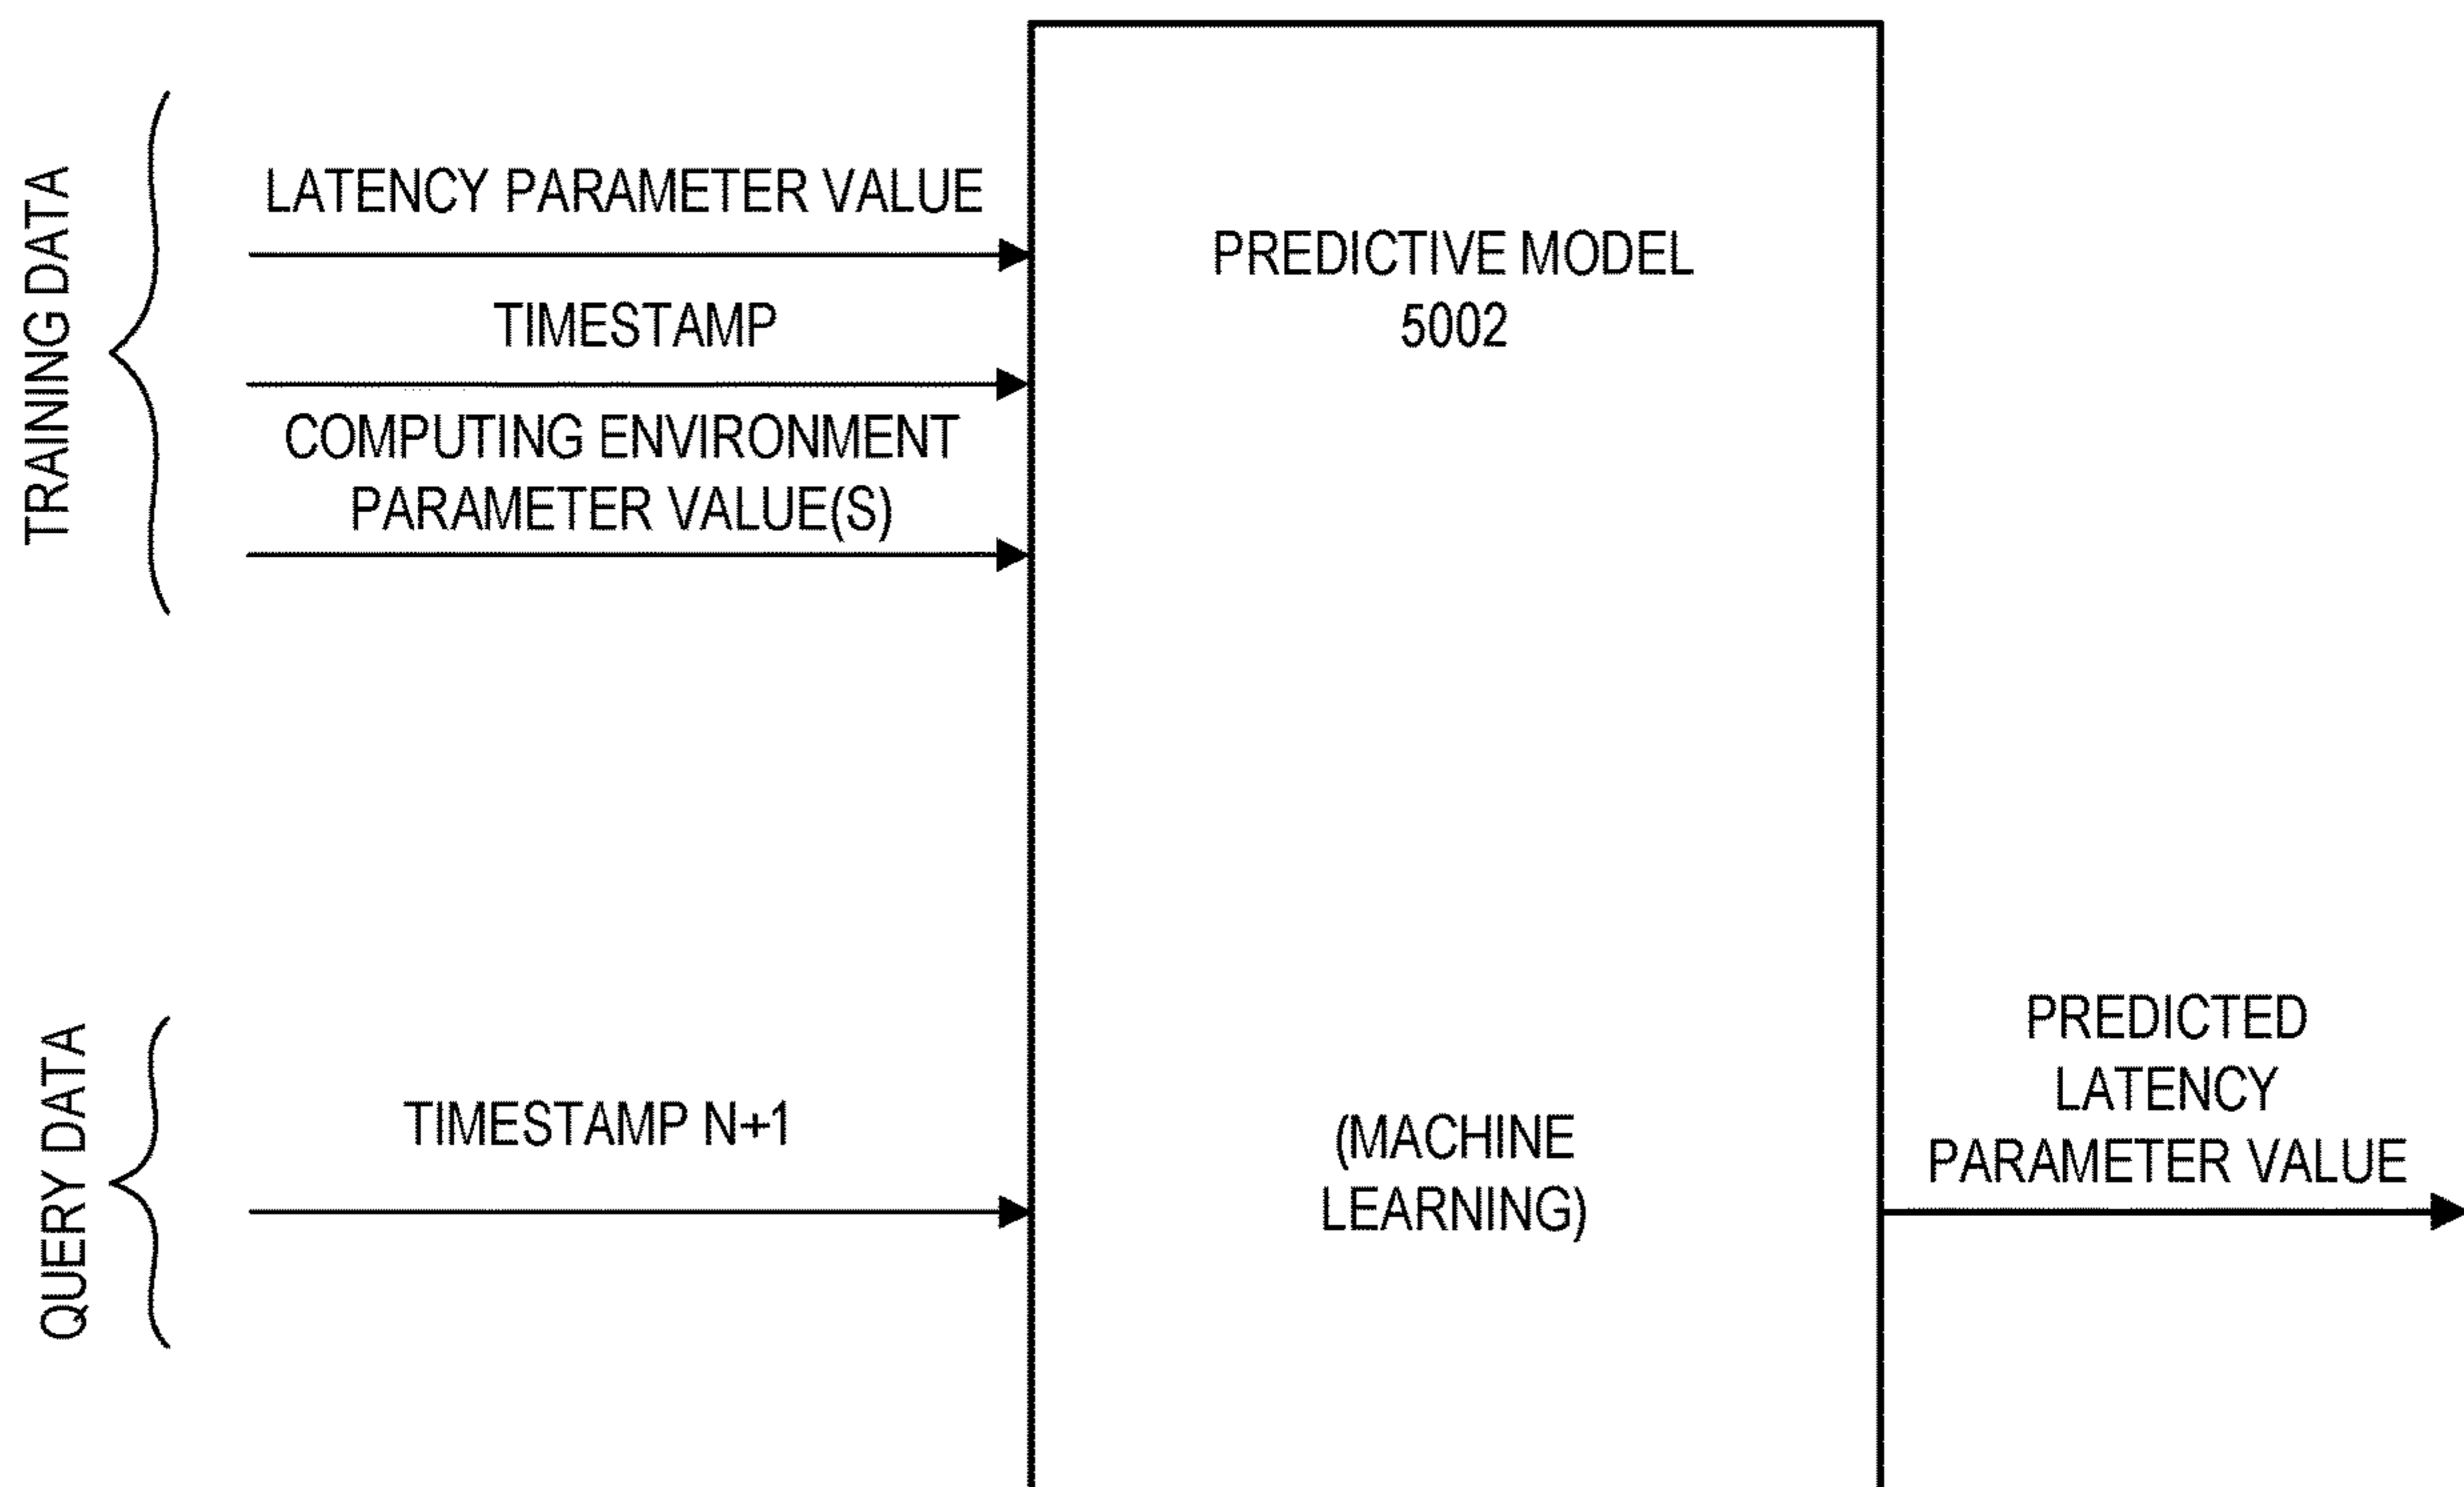 TRAINING DATA
LATENCY PARAMETER VALUE
TIMESTAMP
COMPUTING ENVIRONMENT
PARAMETER VALUE(S)
PREDICTIVE MODEL
5002
QUERY DATA
TIMESTAMP N+1
(MACHINE
LEARNING)
PREDICTED
LATENCY
PARAMETER VALUE